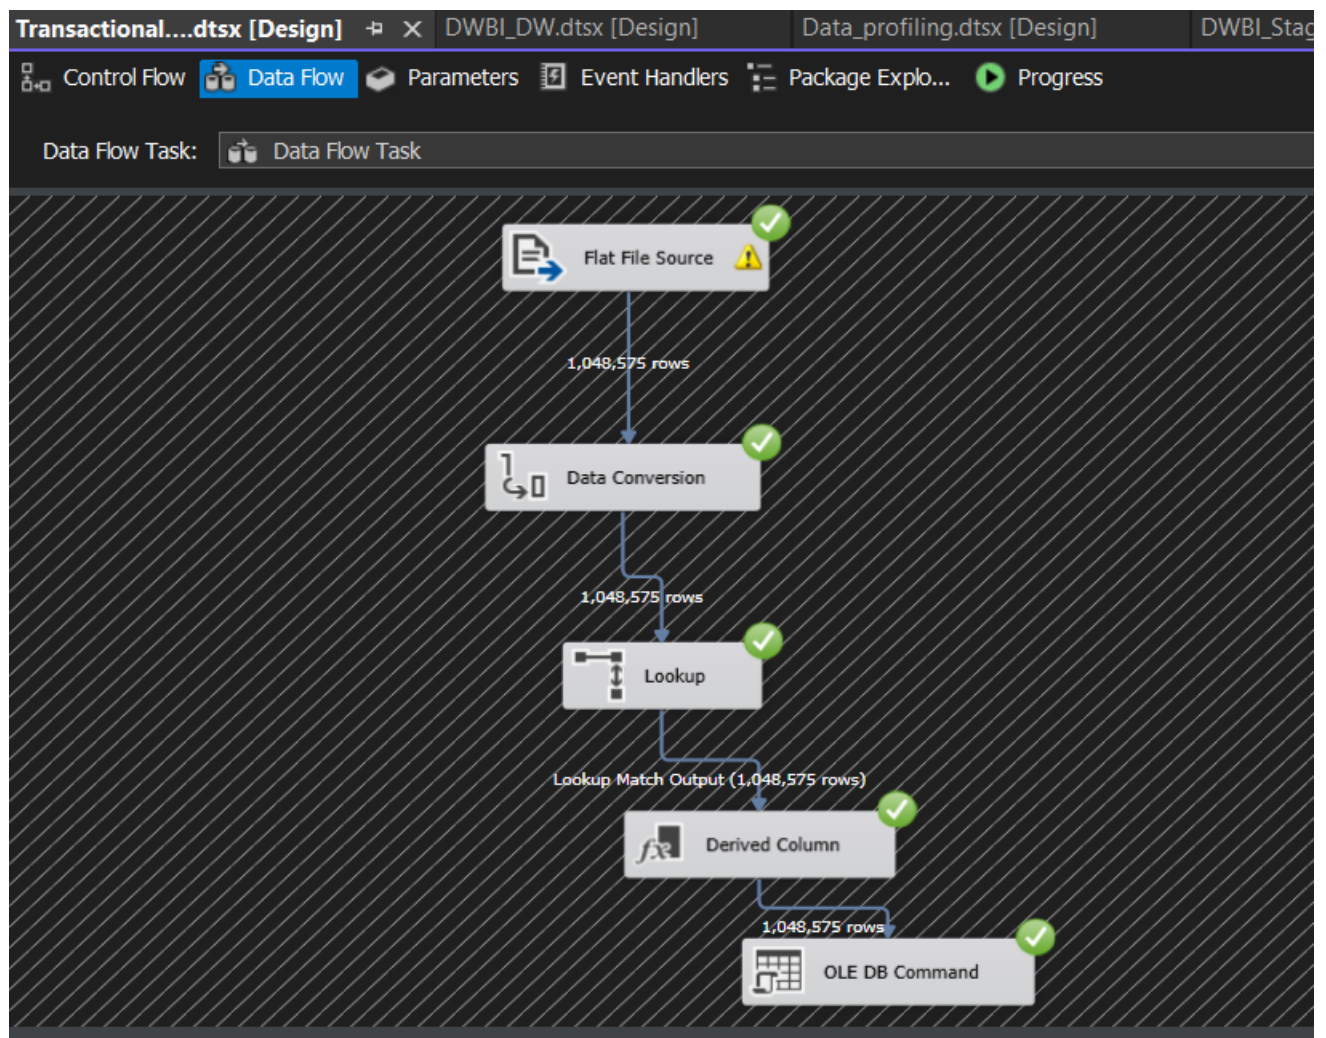 Transactional....dtsx [Design] DWBI_DW.dtsx [Design] Data_profiling.dtsx [Design] DWBI_Stag
Control Flow Data Flow Parameters Event Handlers Package Explo... Progress
Data Flow Task: Data Flow Task
Flat File Source
1,048,575 rows
Data Conversion
1,048,575 rows
Lookup
Lookup Match Output (1,048,575 rows)
fx Derived Column
1,048,575 rows
OLE DB Command